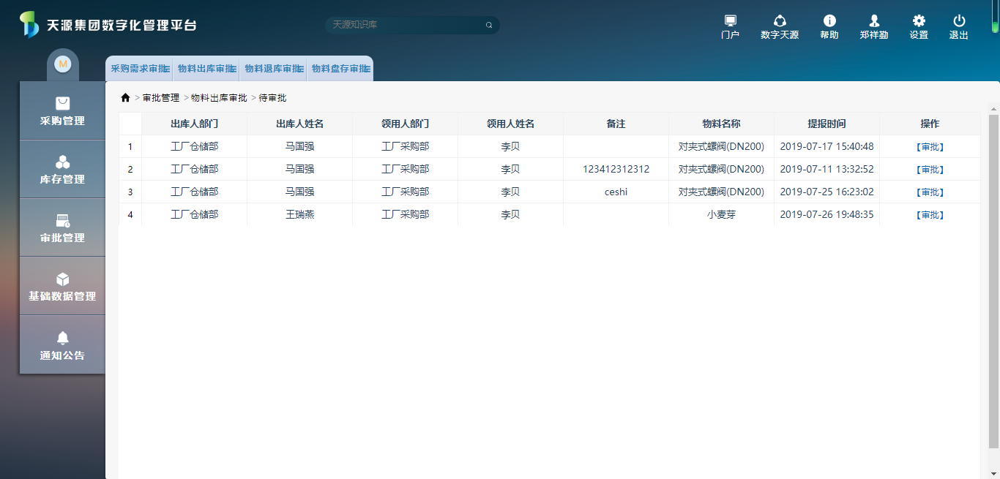 天源集团数字化管理平台
天源知识库
门户 数字天源 帮助 郑祥勐 设置 退出
M
采购需求审批 物料出库审批 物料退库审批 物料盘存审批
采购管理
库存管理
审批管理
基础数据管理
通知公告
> 审批管理 > 物料出库审批 > 待审批
出库人部门 出库人姓名 领用人部门 领用人姓名 备注 物料名称 提报时间 操作
1 工厂仓储部 马国强 工厂采购部 李贝 对夹式螺阀(DN200) 2019-07-17 15:40:48 【审批】
2 工厂仓储部 马国强 工厂采购部 李贝 123412312312 对夹式螺阀(DN200) 2019-07-11 13:32:52 【审批】
3 工厂仓储部 马国强 工厂采购部 李贝 ceshi 对夹式螺阀(DN200) 2019-07-25 16:23:02 【审批】
4 工厂仓储部 王瑞燕 工厂采购部 李贝 小麦芽 2019-07-26 19:48:35 【审批】